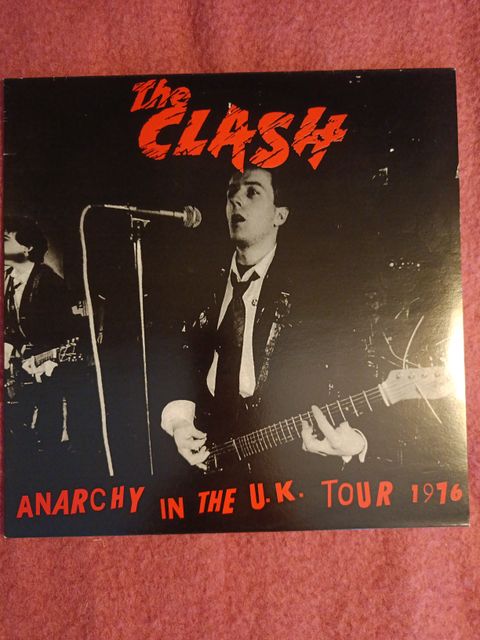 The
CLASH
ANARCHY IN THE U.K. TOUR 1976